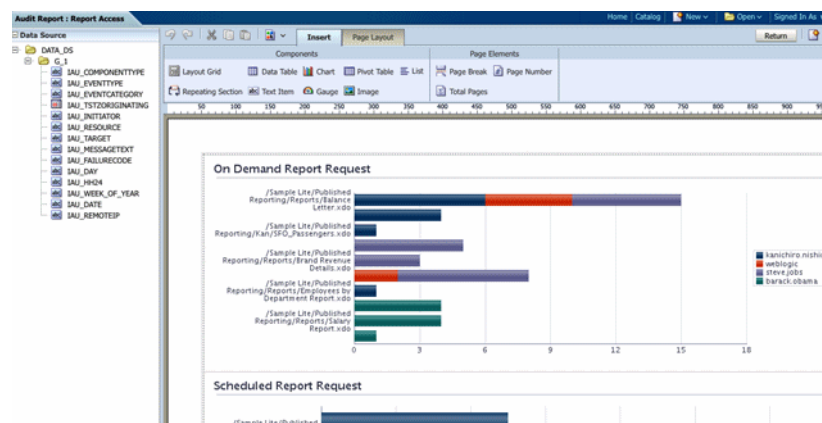 Audit Report : Report Access
Home Catalog New Open Signed In As
Data Source
Insert Page Layout
Return
DATA_DS
G_1
IAU_COMPONENTTYPE
IAU_EVENTTYPE
IAU_EVENTCATEGORY
IAU_TSTZORIGINATING
IAU_INITIATOR
IAU_RESOURCE
IAU_TARGET
IAU_MESSAGETEXT
IAU_FAILURECODE
IAU_DAY
IAU_HH24
IAU_WEEK_OF_YEAR
IAU_DATE
IAU_REMOTEIP
Components
Page Elements
Layout Grid Data Table Chart Pivot Table List Page Break Page Number
Repeating Section Text Item Gauge Image Total Pages
50 100 150 200 250 300 350 400 450 500 550 600 650 700 750 800 850 900
On Demand Report Request
/Sample Lite/Published
Reporting/Reports/Balance
Letter.xdo
/Sample Lite/Published
Reporting/Kan/SFO_Passengers.xdo
/Sample Lite/Published
Reporting/Reports/Brand Revenue
Details.xdo
/Sample Lite/Published
Reporting/Reports/Employees by
Department Report.xdo
/Sample Lite/Published
Reporting/Reports/Salary
Report.xdo
0 3 6 9 12 15 18
kanichiro.nishi
weblogic
steve.jobs
barack.obama
Scheduled Report Request
/Sample Lite/Published